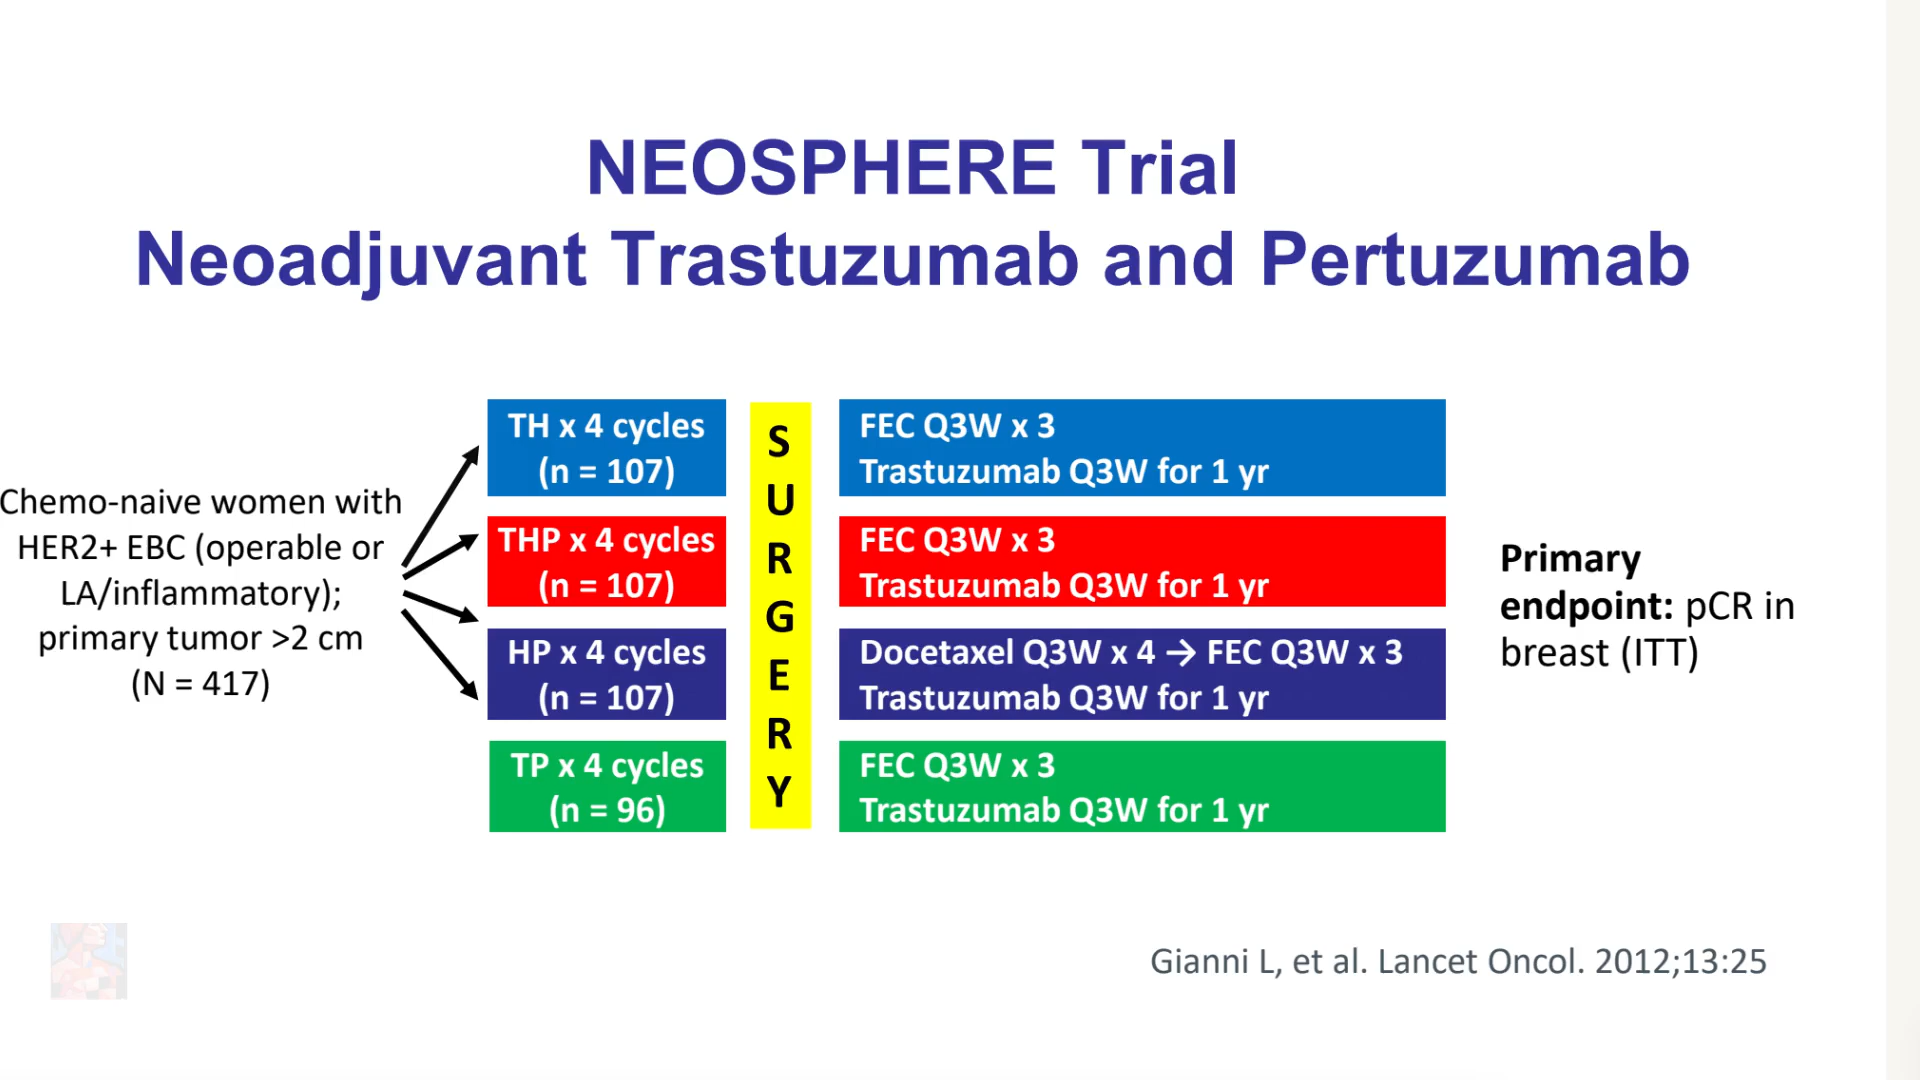 NEOSPHERE Trial
Neoadjuvant Trastuzumab and Pertuzumab
Chemo-naive women with
HER2+ EBC (operable or
LA/inflammatory);
primary tumor >2 cm
(N = 417)
TH x 4 cycles
(n = 107)
THP x 4 cycles
(n = 107)
HP x 4 cycles
(n = 107)
TP x 4 cycles
(n = 96)
S
U
R
G
E
R
Y
FEC Q3W x 3
Trastuzumab Q3W for 1 yr
FEC Q3W x 3
Trastuzumab Q3W for 1 yr
Docetaxel Q3W x 4 → FEC Q3W x 3
Trastuzumab Q3W for 1 yr
FEC Q3W x 3
Trastuzumab Q3W for 1 yr
Primary
endpoint: pCR in
breast (ITT)
Gianni L, et al. Lancet Oncol. 2012;13:25